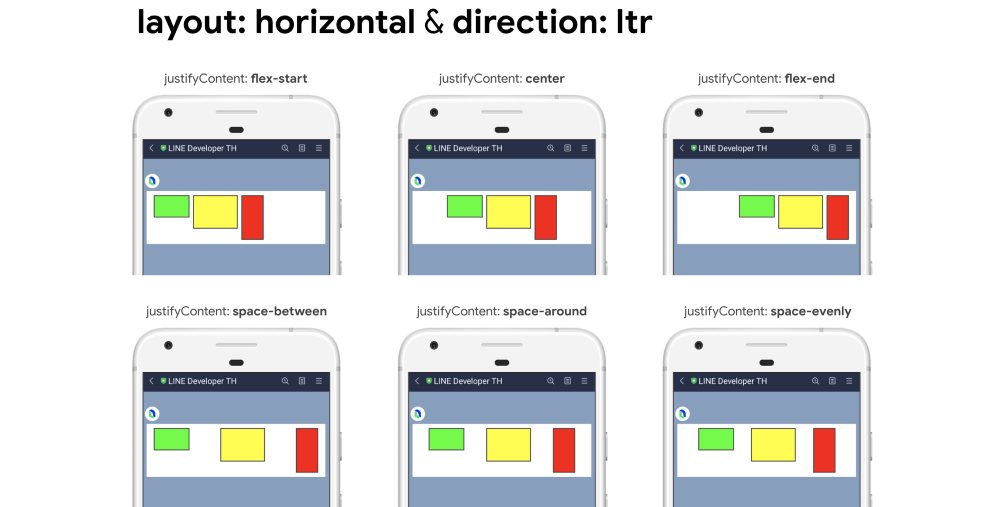 layout: horizontal & direction: ltr
justifyContent: flex-start
justifyContent: center
justifyContent: flex-end
LINE Developer TH
LINE Developer TH
LINE Developer TH
justifyContent: space-between
justifyContent: space-around
justifyContent: space-evenly
LINE Developer TH
LINE Developer TH
LINE Developer TH